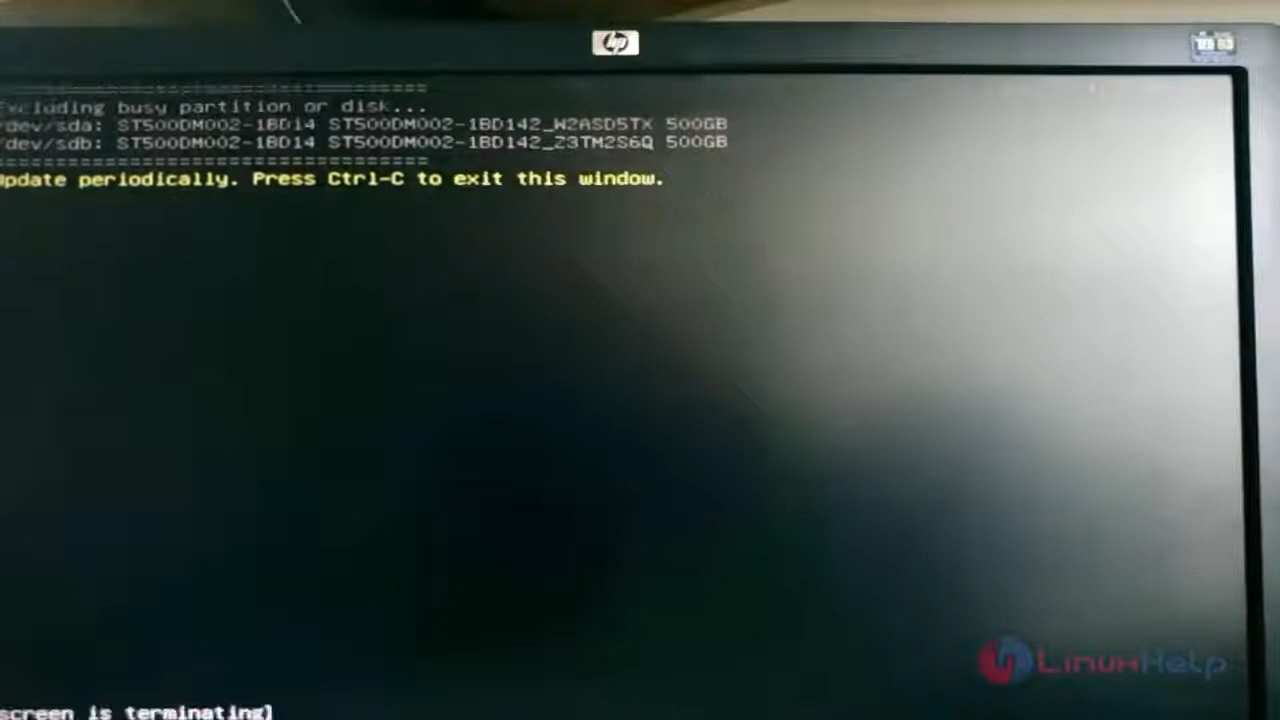 hp
Excluding busy partition or disk...
/dev/sda: ST500DM002-1BD14 ST500DM002-1BD142_W2ASD5TX 500GB
/dev/sdb: ST500DM002-1BD14 ST500DM002-1BD142_Z3TM2S6Q 500GB
================================
Update periodically. Press Ctrl-C to exit this window.
LinuxHelp
screen is terminating]